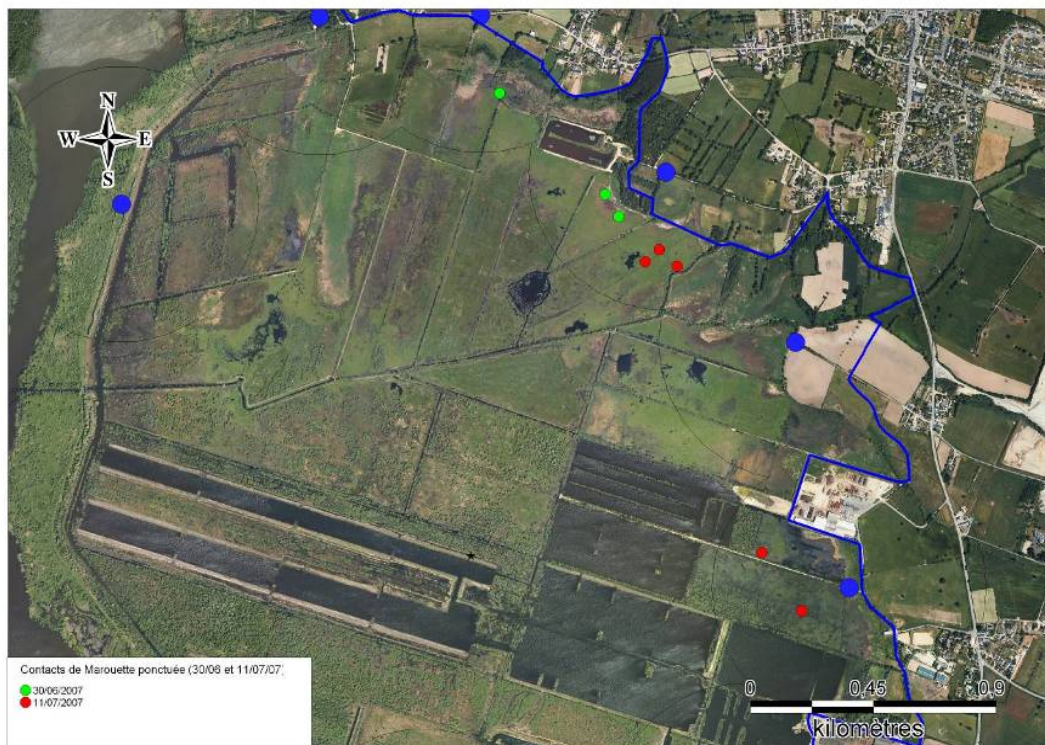 N
W E
S
Contacts de Marouette ponctuée (30/06 et 11/07/07)
30/06/2007
11/07/2007
0 0,45 0,9
kilomètres